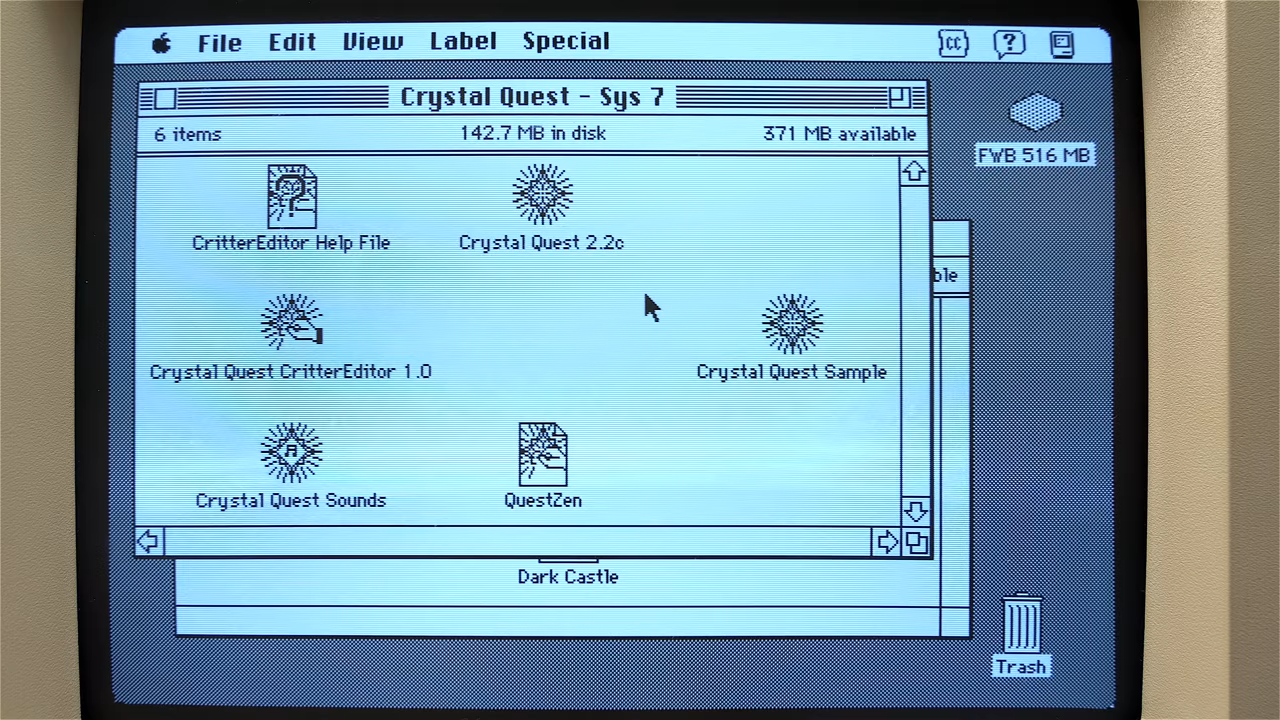 File Edit View Label Special
CC ?
Crystal Quest - Sys 7
6 items 142.7 MB in disk 371 MB available
FWB 516 MB
CritterEditor Help File Crystal Quest 2.2c
ble
Crystal Quest CritterEditor 1.0 Crystal Quest Sample
Crystal Quest Sounds QuestZen
Dark Castle
Trash